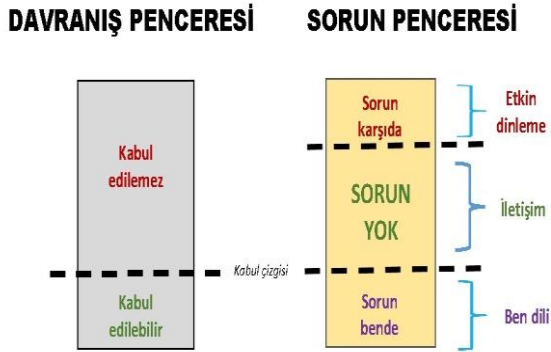 DAVRANIŞ PENCERESİ
SORUN PENCERESİ
Kabul
edilemez
Kabul çizgisi
Kabul
edilebilir
Sorun
karşıda
Etkin
dinleme
SORUN
YOK
İletişim
Sorun
bende
Ben dili